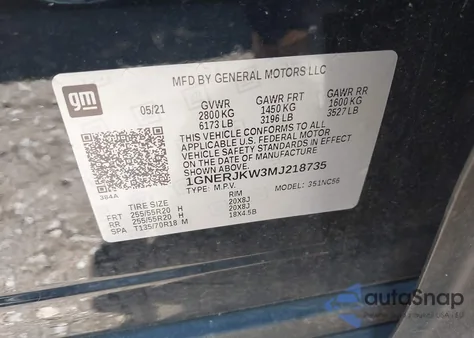 gm
MFD BY GENERAL MOTORS LLC
05/21 GVWR GAWR FRT GAWR RR
2800 KG 1450 KG 1600 KG
6173 LB 3196 LB 3527 LB
THIS VEHICLE CONFORMS TO ALL
APPLICABLE U.S. FEDERAL MOTOR
VEHICLE SAFETY STANDARDS IN
EFFECT ON THE DATE OF MANUFACTURE
SHOWN ABOVE.
1GNERJKW3MJ218735
TYPE: M.P.V. MODEL:
384A
TIRE SIZE RIM
FRT 255/55R20 H 20X8J
RR 255/55R20 H 20X8J
SPA T135/70R18 M 18X4.5B
autaSnap